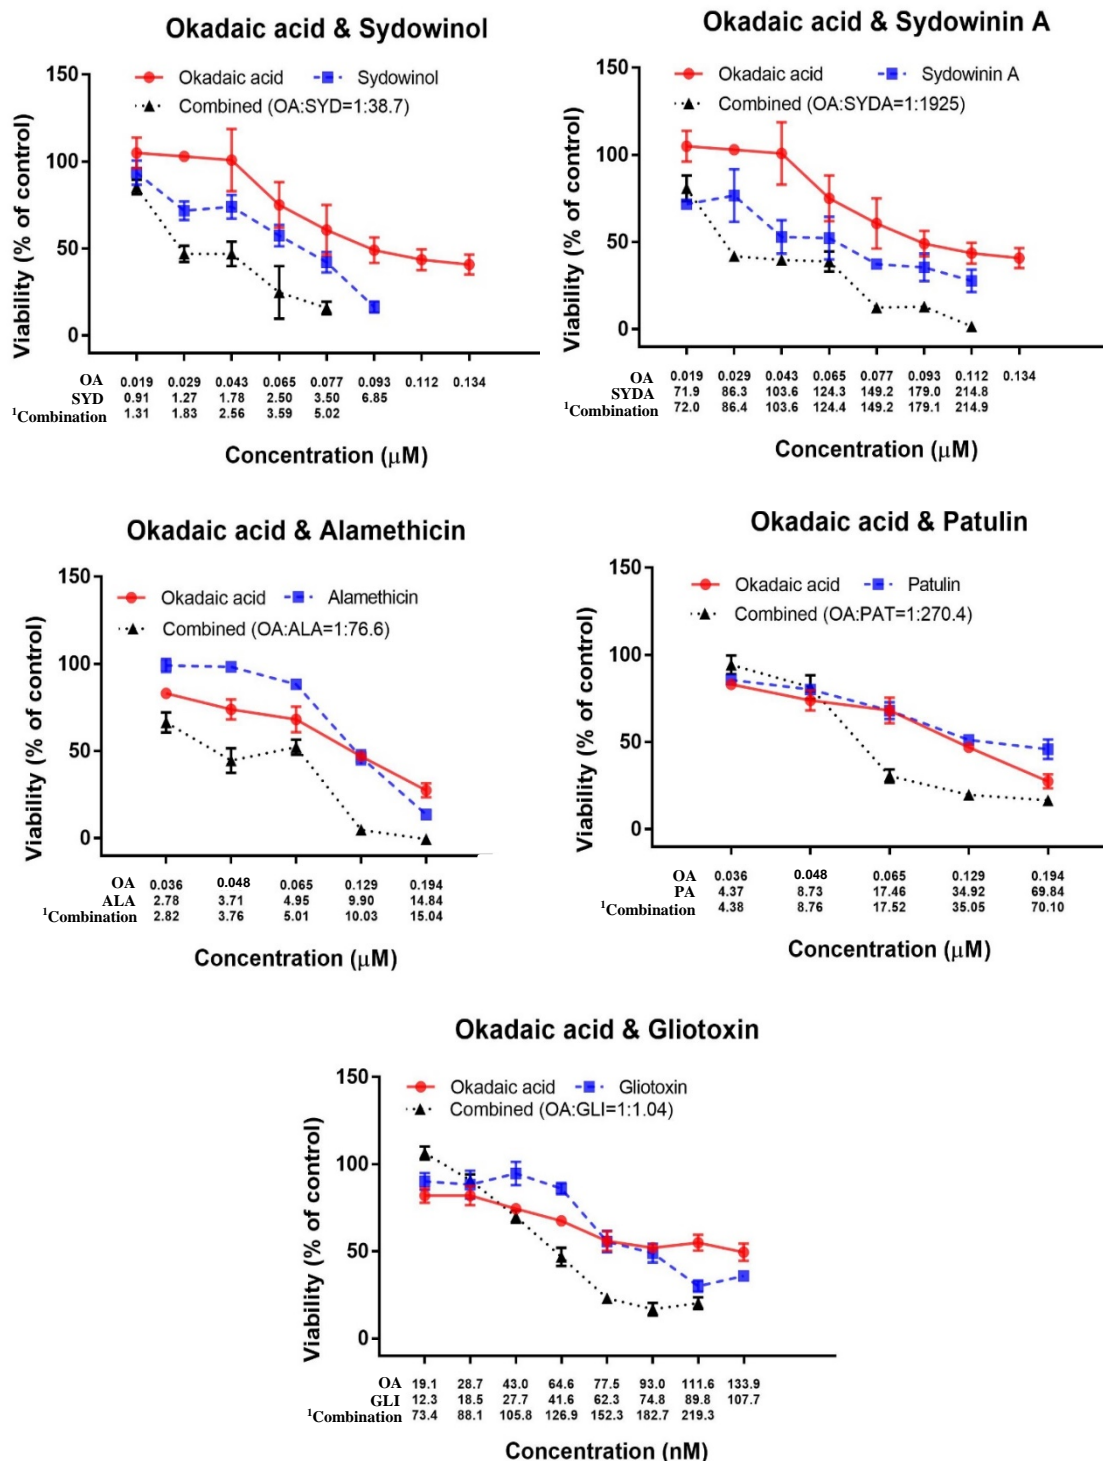 Okadaic acid & Sydowinol
Okadaic acid Sydowinol
Combined (OA:SYD=1:38.7)
Viability (% of control)
150
100
50
0
OA 0.019 0.029 0.043 0.065 0.077 0.093 0.112 0.134
SYD 0.91 1.27 1.78 2.50 3.50 6.85
1Combination 1.31 1.83 2.56 3.59 5.02
Concentration (μM)
Okadaic acid & Sydowinin A
Okadaic acid Sydowinin A
Combined (OA:SYDA=1:1925)
Viability (% of control)
150
100
50
0
OA 0.019 0.029 0.043 0.065 0.077 0.093 0.112 0.134
SYDA 71.9 86.3 103.6 124.3 149.2 179.0 214.8
1Combination 72.0 86.4 103.6 124.4 149.2 179.1 214.9
Concentration (μM)
Okadaic acid & Alamethicin
Okadaic acid Alamethicin
Combined (OA:ALA=1:76.6)
Viability (% of control)
150
100
50
0
OA 0.036 0.048 0.065 0.129 0.194
ALA 2.78 3.71 4.95 9.90 14.84
1Combination 2.82 3.76 5.01 10.03 15.04
Concentration (μM)
Okadaic acid & Patulin
Okadaic acid Patulin
Combined (OA:PAT=1:270.4)
Viability (% of control)
150
100
50
0
OA 0.036 0.048 0.065 0.129 0.194
PA 4.37 8.73 17.46 34.92 69.84
1Combination 4.38 8.76 17.52 35.05 70.10
Concentration (μM)
Okadaic acid & Gliotoxin
Okadaic acid Gliotoxin
Combined (OA:GLI=1:1.04)
Viability (% of control)
150
100
50
0
OA 19.1 28.7 43.0 64.6 77.5 93.0 111.6 133.9
GLI 12.3 18.5 27.7 41.6 62.3 74.8 89.8 107.7
1Combination 73.4 88.1 105.8 126.9 152.3 182.7 219.3
Concentration (nM)